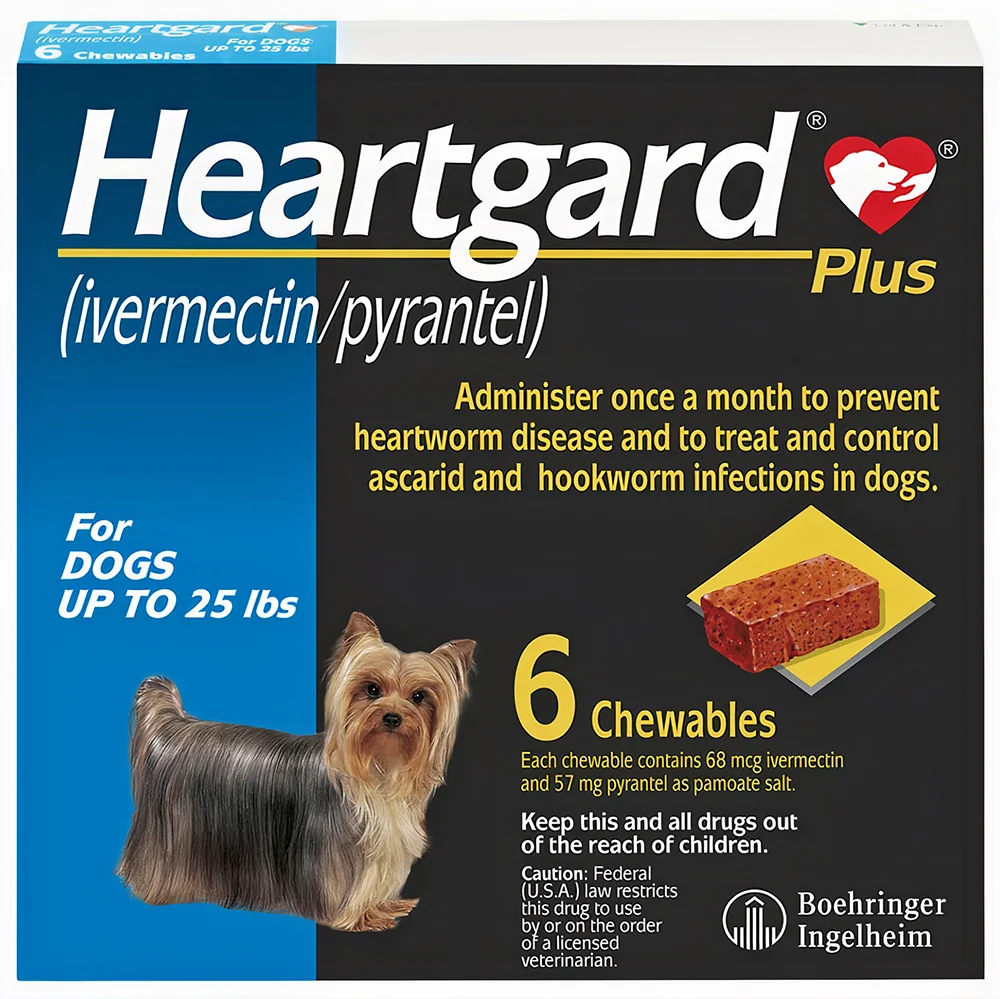 Heartgard
(ivermectin)
For DOGS
UP TO 25 lbs
6 Chewables
Lot & Exp.
Heartgard®
®
Plus
(ivermectin/pyrantel)
Administer once a month to prevent
heartworm disease and to treat and control
ascarid and hookworm infections in dogs.
For
DOGS
UP TO 25 lbs
6 Chewables
Each chewable contains 68 mcg ivermectin
and 57 mg pyrantel as pamoate salt.
Keep this and all drugs out
of the reach of children.
Caution: Federal
(U.S.A.) law restricts
this drug to use
by or on the order
of a licensed
veterinarian.
Boehringer
Ingelheim